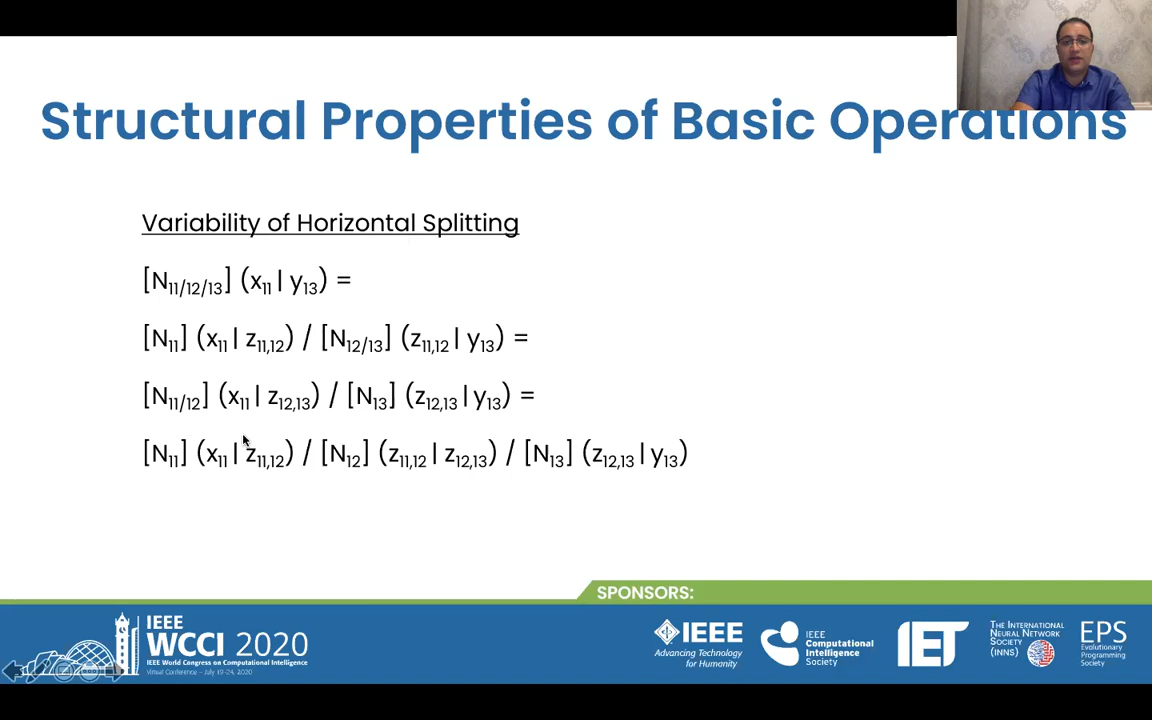 Structural Properties of Basic Operations
Variability of Horizontal Splitting
[N₁₁/₁₂/₁₃] (x₁₁ | y₁₃) =
[N₁₁] (x₁₁ | z₁₁,₁₂) / [N₁₂/₁₃] (z₁₁,₁₂ | y₁₃) =
[N₁₁/₁₂] (x₁₁ | z₁₂,₁₃) / [N₁₃] (z₁₂,₁₃ | y₁₃) =
[N₁₁] (x₁₁ | z₁₁,₁₂) / [N₁₂] (z₁₁,₁₂ | z₁₂,₁₃) / [N₁₃] (z₁₂,₁₃ | y₁₃)
SPONSORS:
IEEE
WCCI 2020
IEEE World Congress on Computational Intelligence
Virtual Conference – July 19-24, 2020
IEEE
Advancing Technology
for Humanity
IEEE
Computational
Intelligence
Society
IET
THE INTERNATIONAL
NEURAL NETWORK
SOCIETY
(INNS)
EPS
Evolutionary
Programming
Society